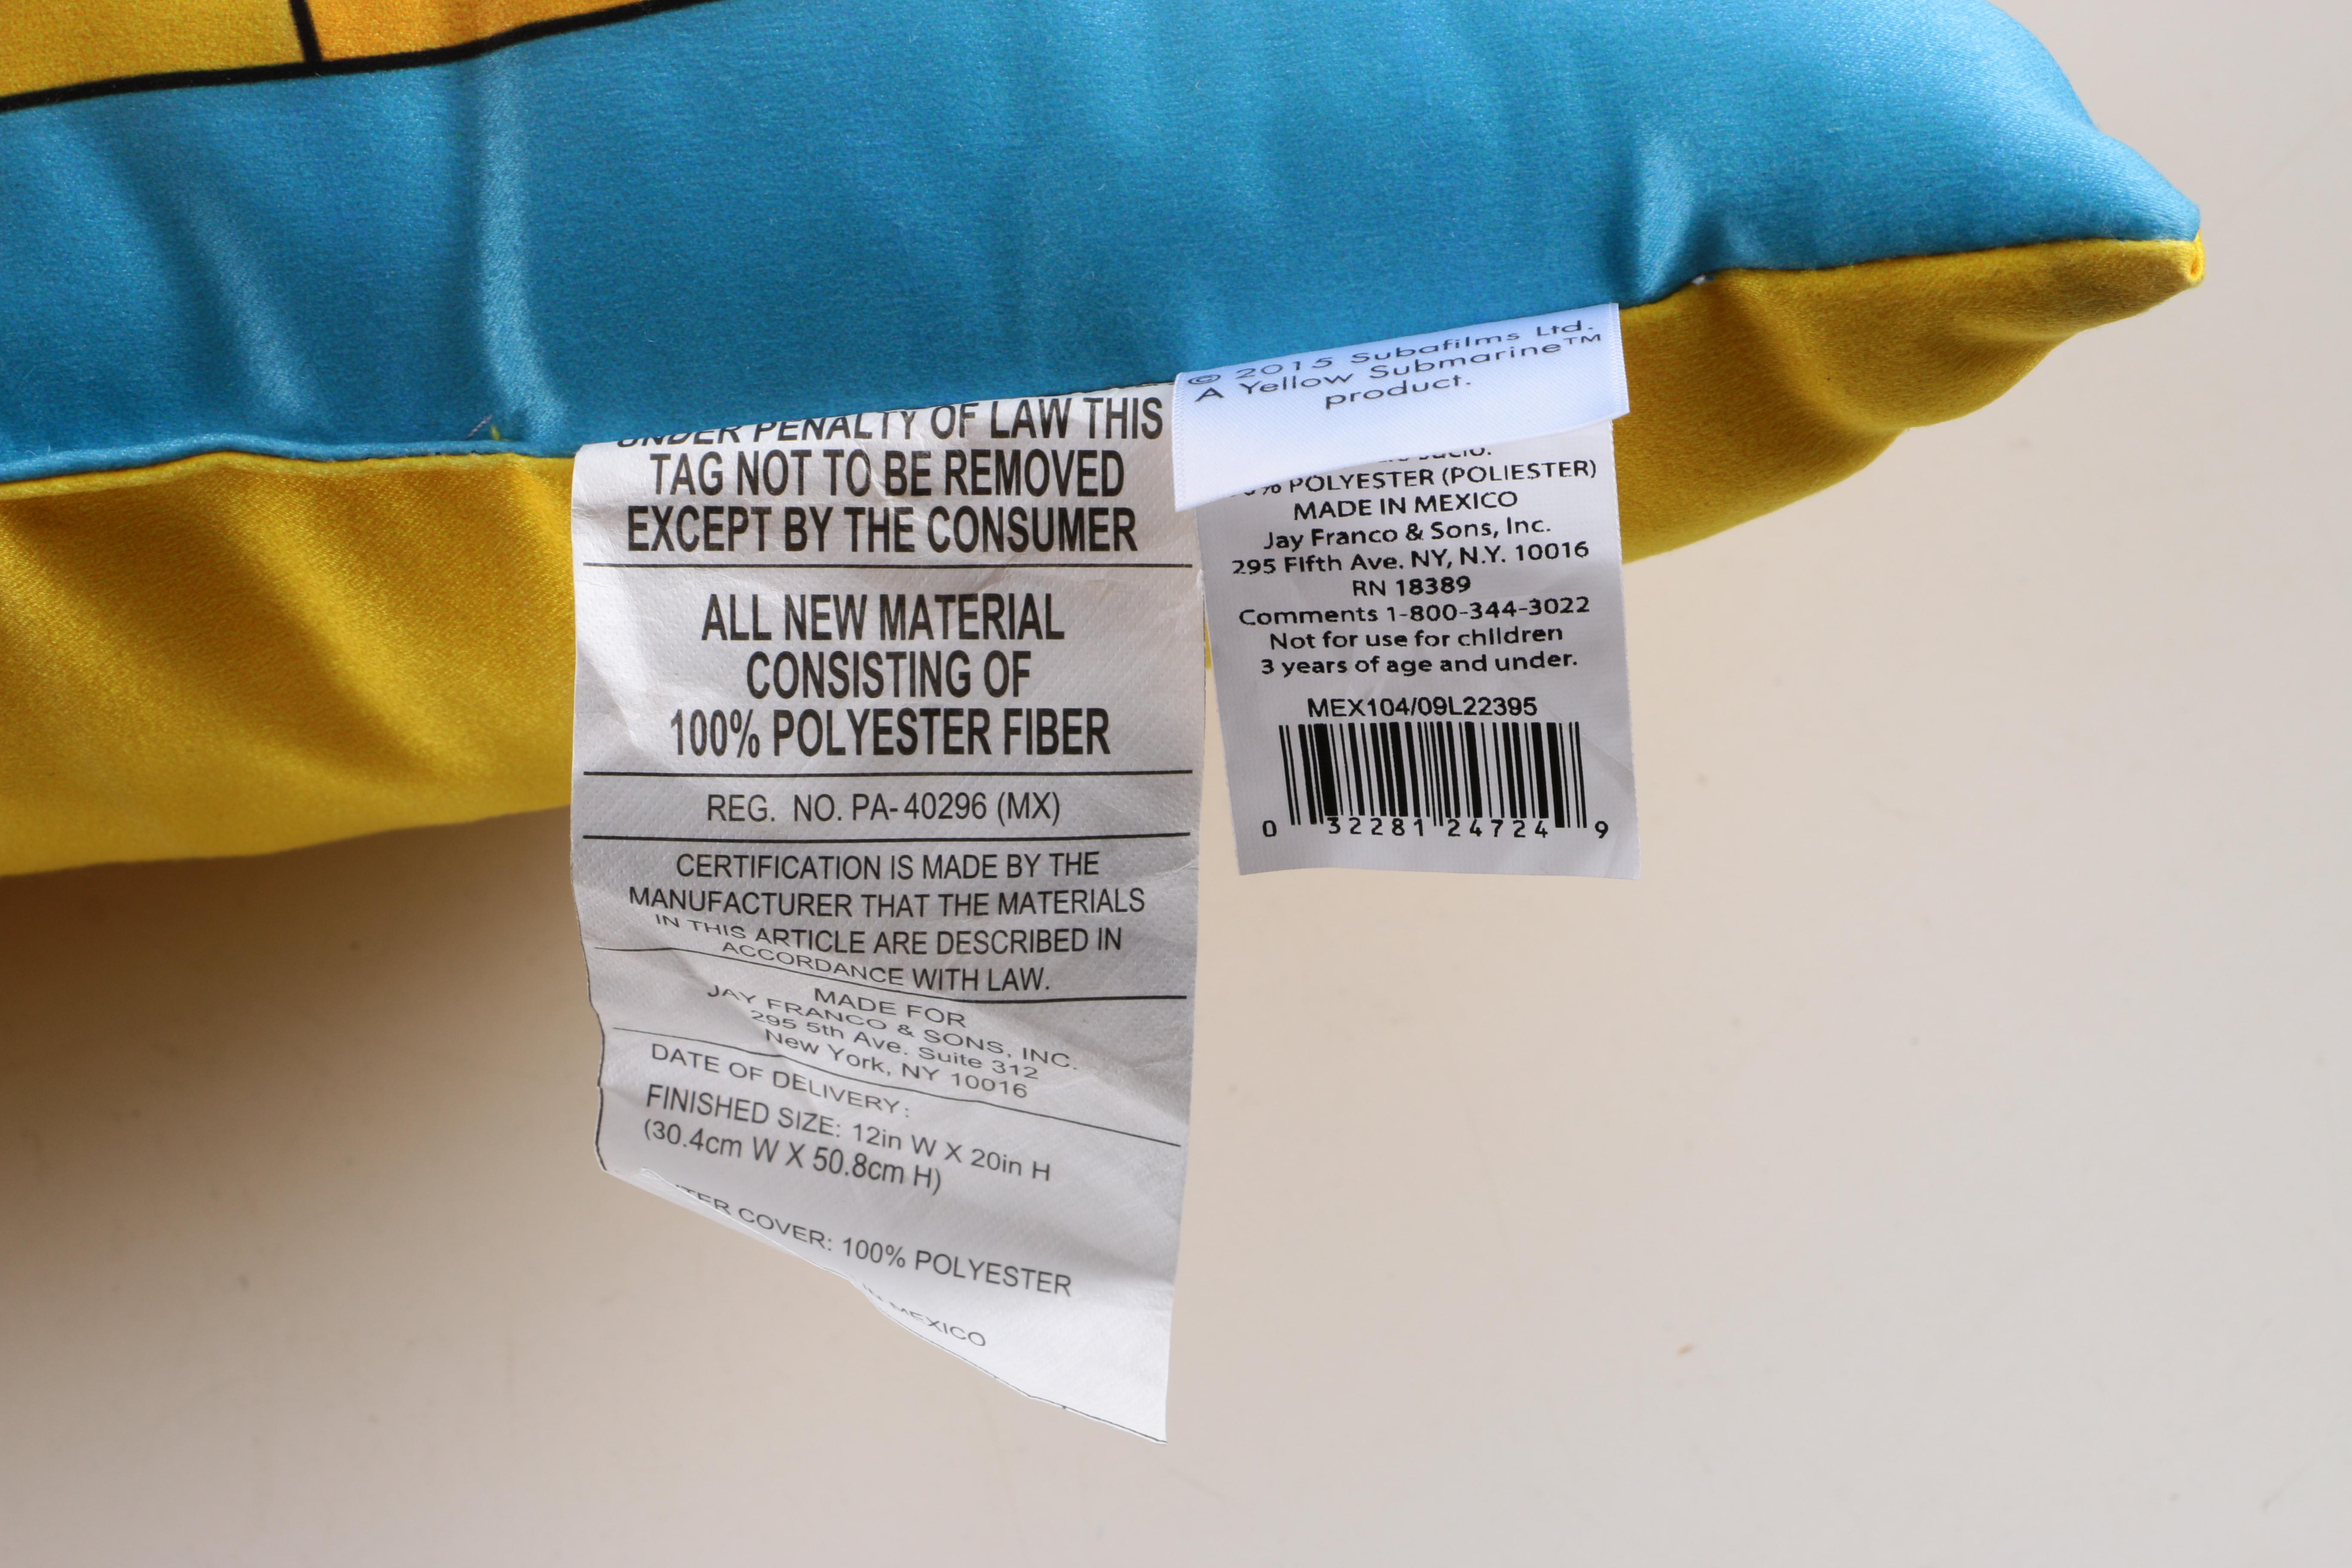 UNDER PENALTY OF LAW THIS
TAG NOT TO BE REMOVED
EXCEPT BY THE CONSUMER
ALL NEW MATERIAL
CONSISTING OF
100% POLYESTER FIBER
REG. NO. PA-40296 (MX)
CERTIFICATION IS MADE BY THE
MANUFACTURER THAT THE MATERIALS
IN THIS ARTICLE ARE DESCRIBED IN
ACCORDANCE WITH LAW.
MADE FOR
JAY FRANCO & SONS, INC.
295 5th Ave. Suite 312
New York, NY 10016
DATE OF DELIVERY:
FINISHED SIZE: 12in W X 20in H
(30.4cm W X 50.8cm H)
COVER: 100% POLYESTER
MEXICO
© 2015 Subafilms Ltd.
A Yellow Submarine™
product.
POLYESTER (POLIESTER)
MADE IN MEXICO
Jay Franco & Sons, Inc.
295 Fifth Ave. NY, N.Y. 10016
RN 18389
Comments 1-800-344-3022
Not for use for children
3 years of age and under.
MEX104/09L22395
0 32281 24724 9